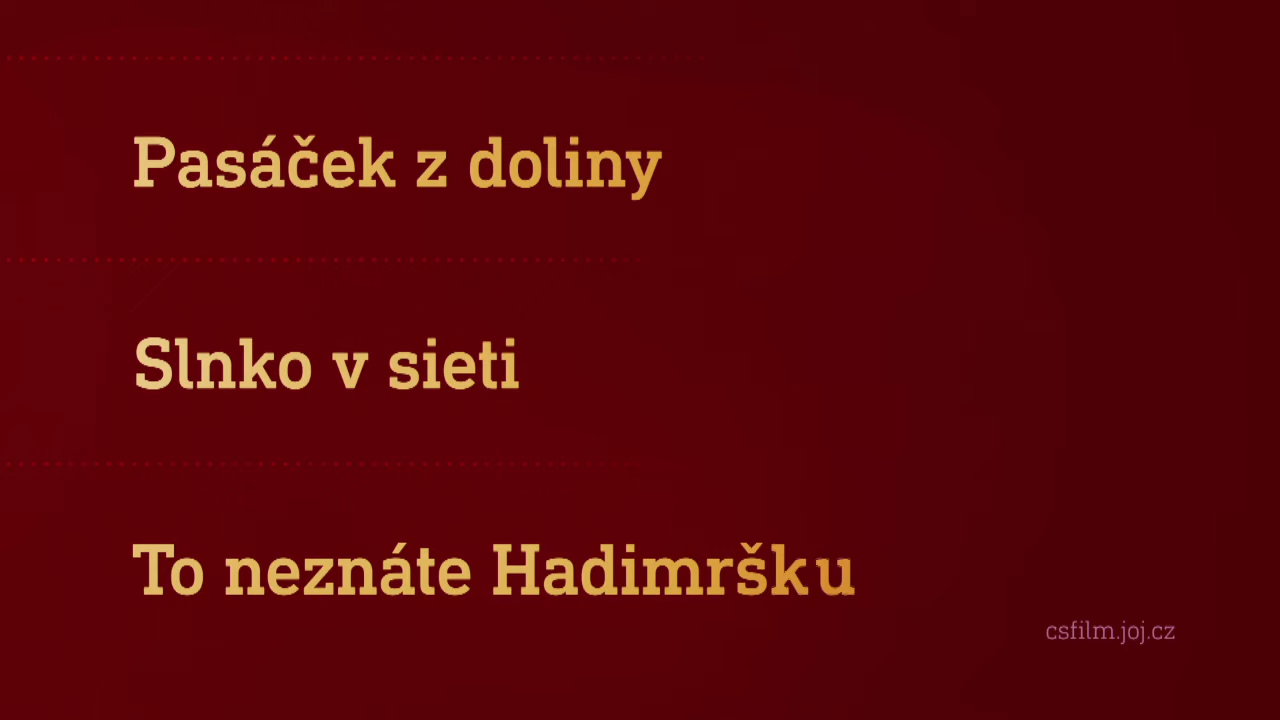 Pasáček z doliny
Slnko v sieti
To neznáte Hadimršku
csfilm.joj.cz